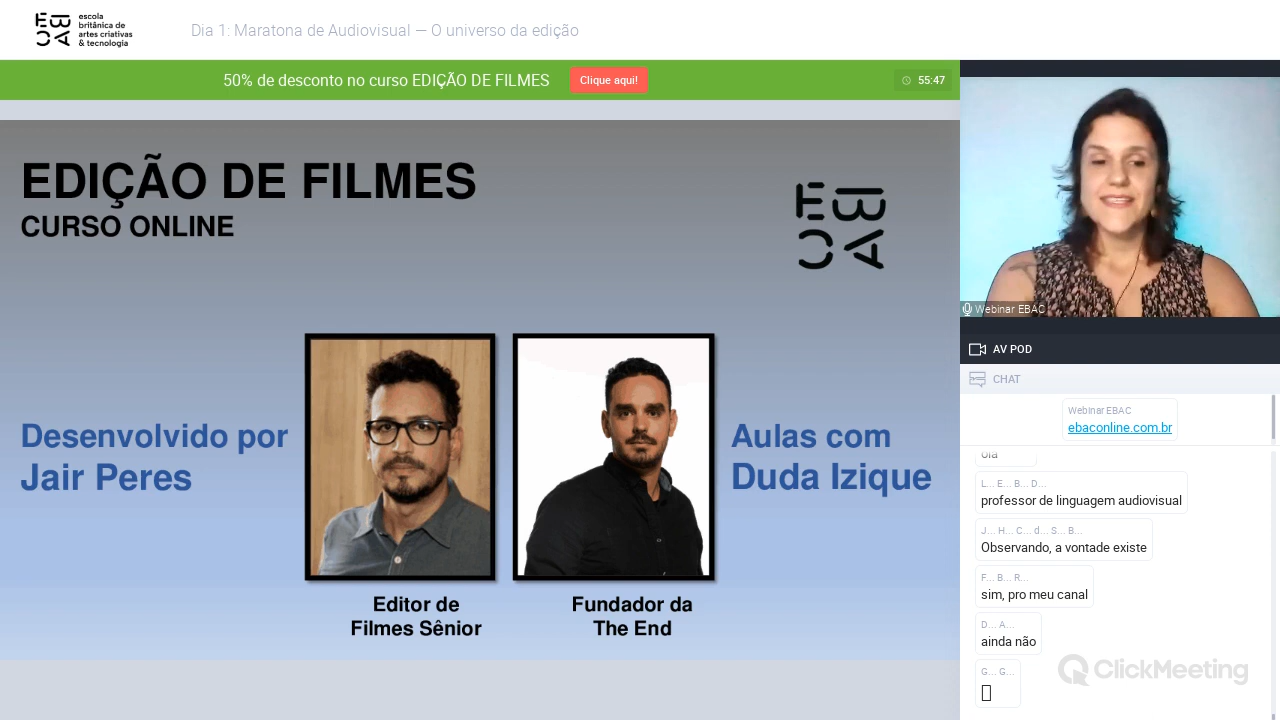 escola
britânica de
artes criativas
& tecnologia
Dia 1: Maratona de Audiovisual — O universo da edição
50% de desconto no curso EDIÇÃO DE FILMES
Clique aqui!
55:47
EDIÇÃO DE FILMES
CURSO ONLINE
EBAC
Desenvolvido por
Jair Peres
Aulas com
Duda Izique
Editor de
Filmes Sênior
Fundador da
The End
Webinar EBAC
AV POD
CHAT
Webinar EBAC
ebaconline.com.br
ola
L... E... B... D...
professor de linguagem audiovisual
J... H... C... d... S... B...
Observando, a vontade existe
F... B... R...
sim, pro meu canal
D... A...
ainda não
G... G...
ClickMeeting